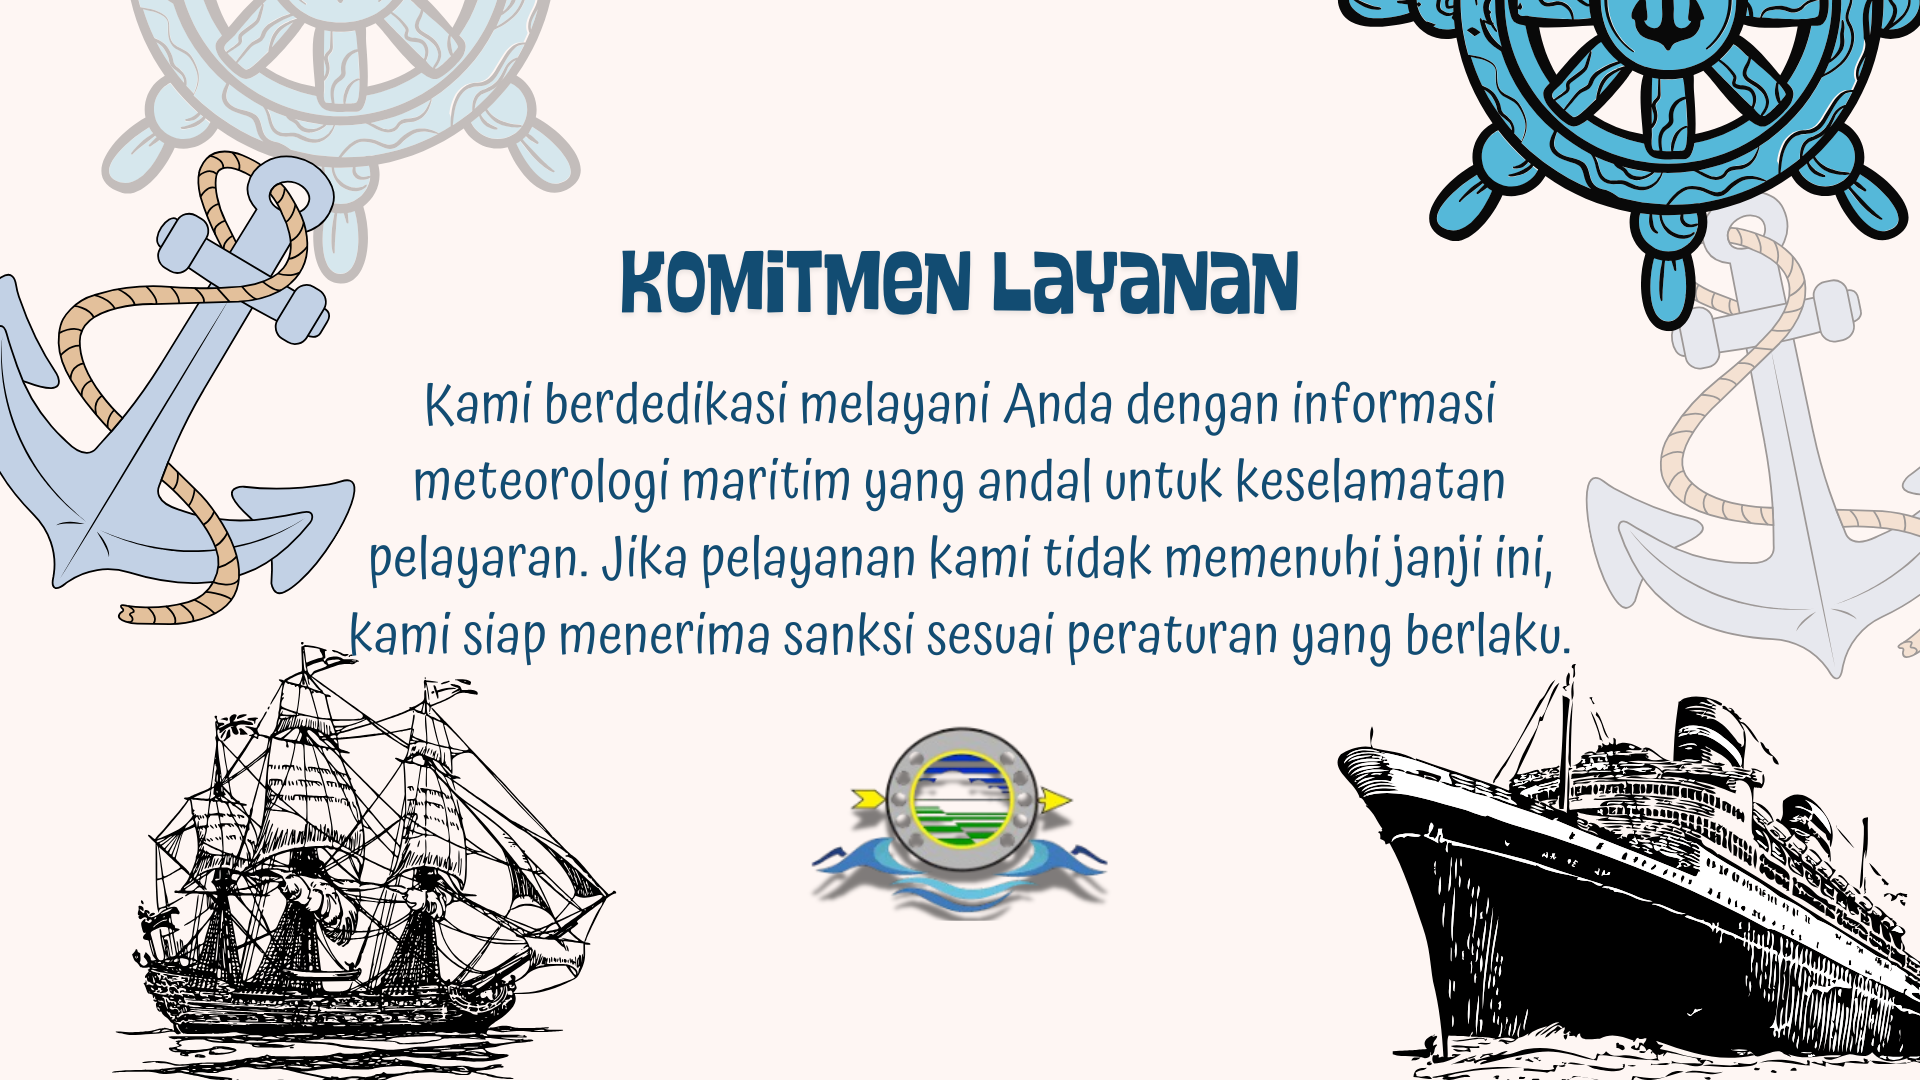 KOMiTMeN LaYANaN
Kami berdedikasi melayani Anda dengan informasi
meteorologi maritim yang andal untuk keselamatan
pelayaran. Jika pelayanan kami tidak memenuhi janji ini,
kami siap menerima sanksi sesuai peraturan yang berlaku.